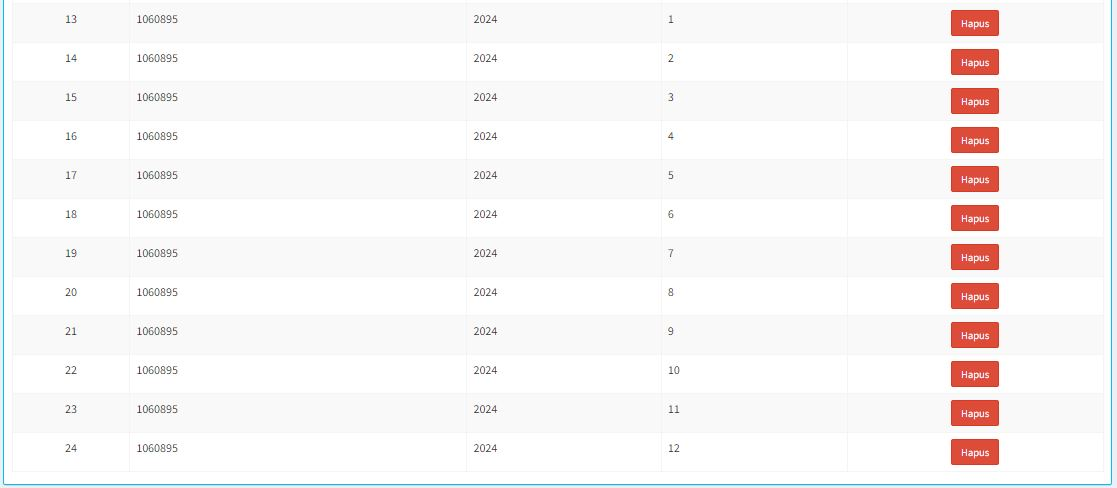 13 1060895 2024 1 Hapus
14 1060895 2024 2 Hapus
15 1060895 2024 3 Hapus
16 1060895 2024 4 Hapus
17 1060895 2024 5 Hapus
18 1060895 2024 6 Hapus
19 1060895 2024 7 Hapus
20 1060895 2024 8 Hapus
21 1060895 2024 9 Hapus
22 1060895 2024 10 Hapus
23 1060895 2024 11 Hapus
24 1060895 2024 12 Hapus